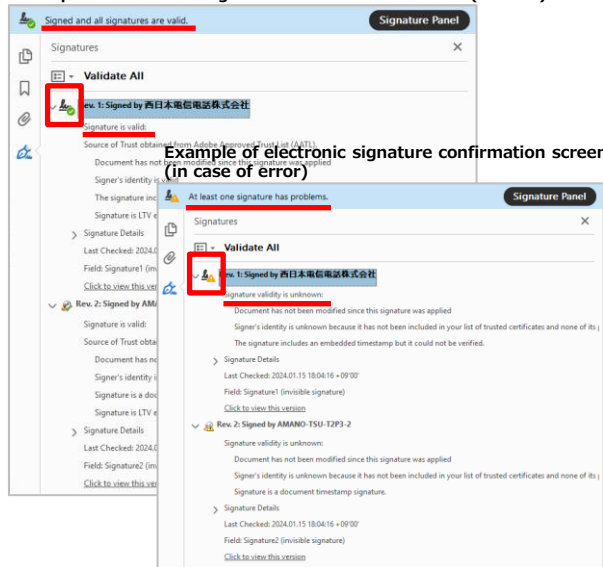 Signed and all signatures are valid.
Signature Panel
Signatures
Validate All
ev. 1: Signed by 西日本電信電話株式会社
Signature is valid:
Source of Trust obtained from Adobe Approved Trust List (AATL).
Document has not been modified since this signature was applied
Signer's identity is valid
The signature inc
Signature is LTV e
Signature Details
Last Checked: 2024.0
Field: Signature1 (inv
Click to view this ver
Rev. 2: Signed by AMA
Signature is valid:
Source of Trust obta
Document has no
Signer's identity i
Signature is a doc
Signature is LTV e
Signature Details
Last Checked: 2024.0
Field: Signature2 (inv
Click to view this ver
Example of electronic signature confirmation screen
(in case of error)
At least one signature has problems.
Signature Panel
Signatures
Validate All
Rev. 1: Signed by 西日本電信電話株式会社
Signature validity is unknown:
Document has not been modified since this signature was applied
Signer's identity is unknown because it has not been included in your list of trusted certificates and none of its p
The signature includes an embedded timestamp but it could not be verified.
Signature Details
Last Checked: 2024.01.15 18:04:16 +09'00'
Field: Signature1 (invisible signature)
Click to view this version
Rev. 2: Signed by AMANO-TSU-T2P3-2
Signature validity is unknown:
Document has not been modified since this signature was applied
Signer's identity is unknown because it has not been included in your list of trusted certificates and none of its p
Signature is a document timestamp signature.
Signature Details
Last Checked: 2024.01.15 18:04:16 +09'00'
Field: Signature2 (invisible signature)
Click to view this version